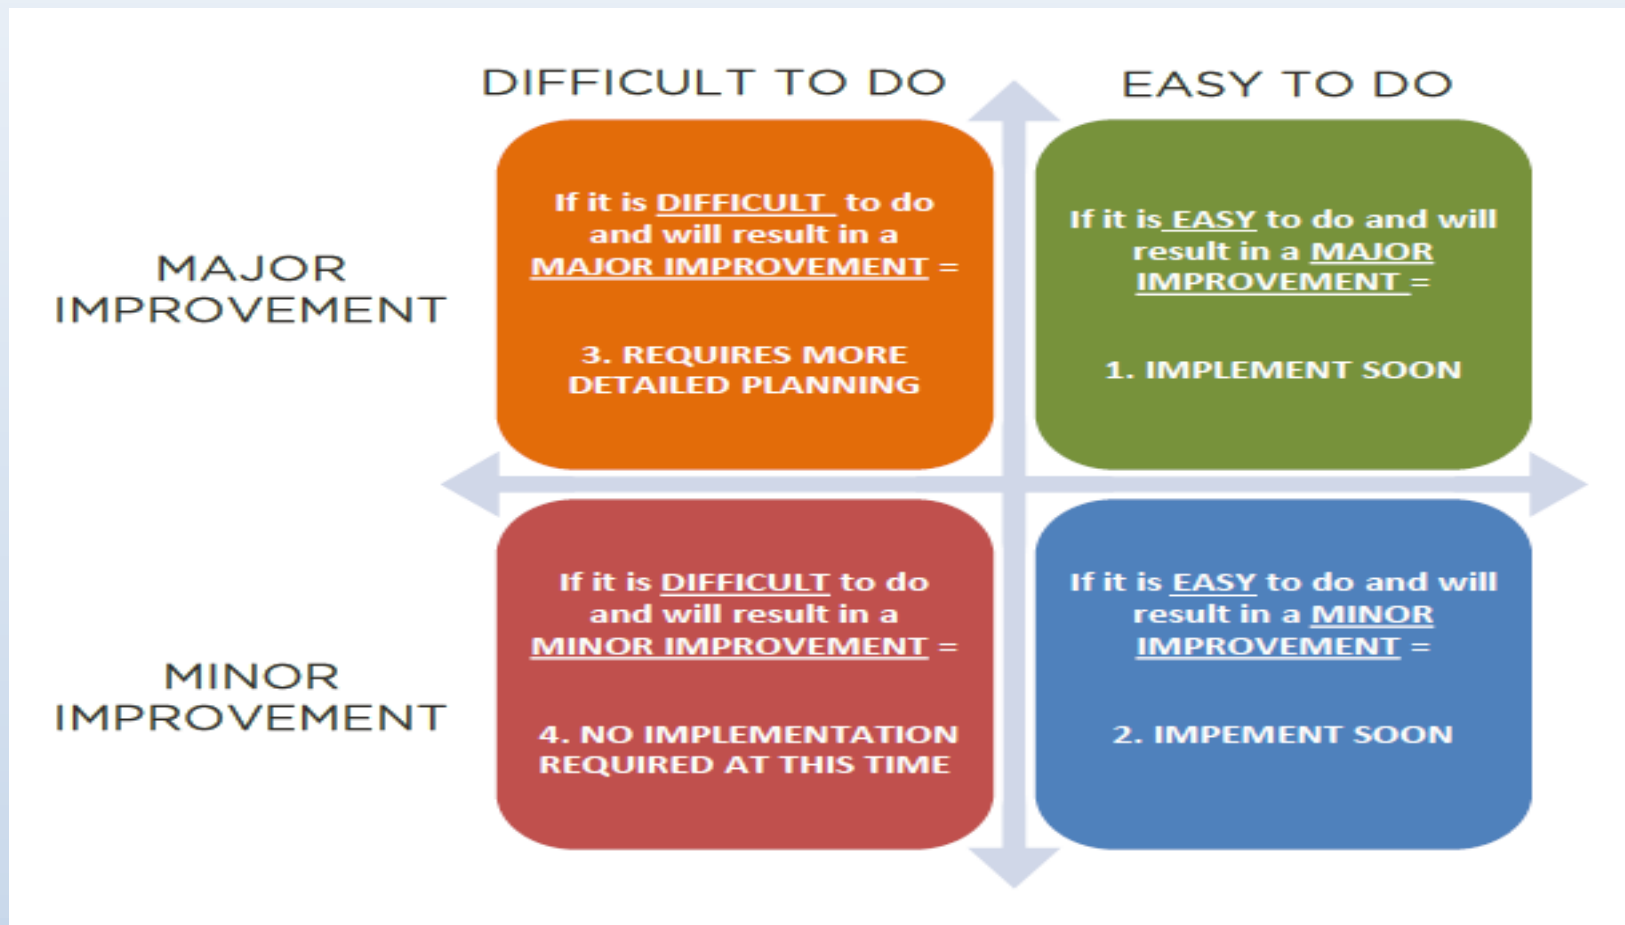 DIFFICULT TO DO
EASY TO DO
MAJOR
IMPROVEMENT
If it is DIFFICULT to do
and will result in a
MAJOR IMPROVEMENT =
3. REQUIRES MORE
DETAILED PLANNING
If it is EASY to do and will
result in a MAJOR
IMPROVEMENT =
1. IMPLEMENT SOON
MINOR
IMPROVEMENT
If it is DIFFICULT to do
and will result in a
MINOR IMPROVEMENT =
4. NO IMPLEMENTATION
REQUIRED AT THIS TIME
If it is EASY to do and will
result in a MINOR
IMPROVEMENT =
2. IMPEMENT SOON